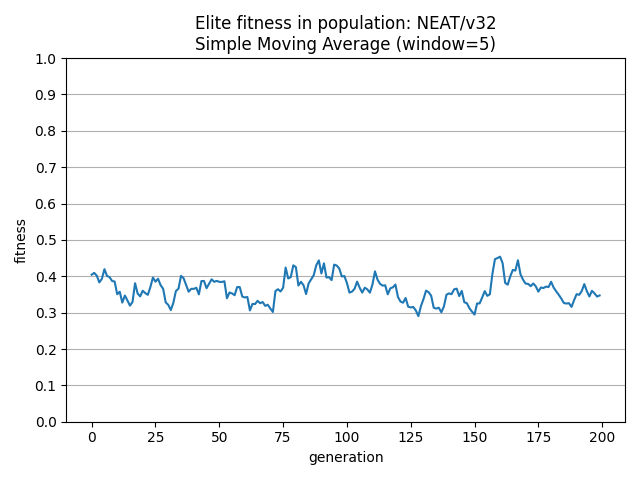 Elite fitness in population: NEAT/v32
Simple Moving Average (window=5)
1.0
0.9
0.8
0.7
0.6
0.5
0.4
0.3
0.2
0.1
0.0
fitness
0 25 50 75 100 125 150 175 200
generation